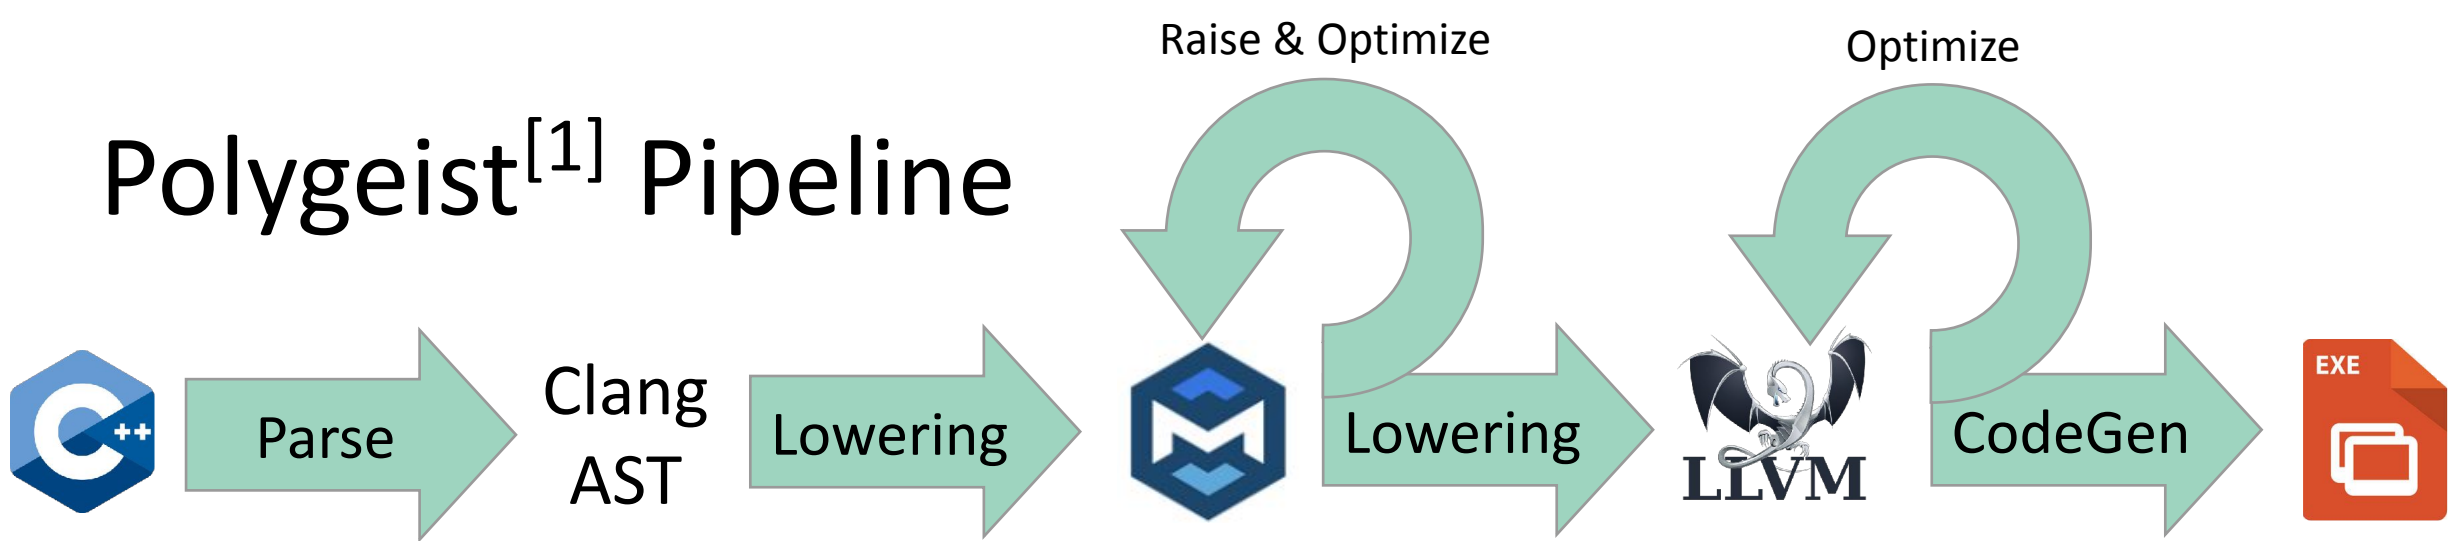 Raise & Optimize
Optimize
Polygeist[1] Pipeline
C++
Parse
Clang
AST
Lowering
M
Lowering
LLVM
CodeGen
EXE